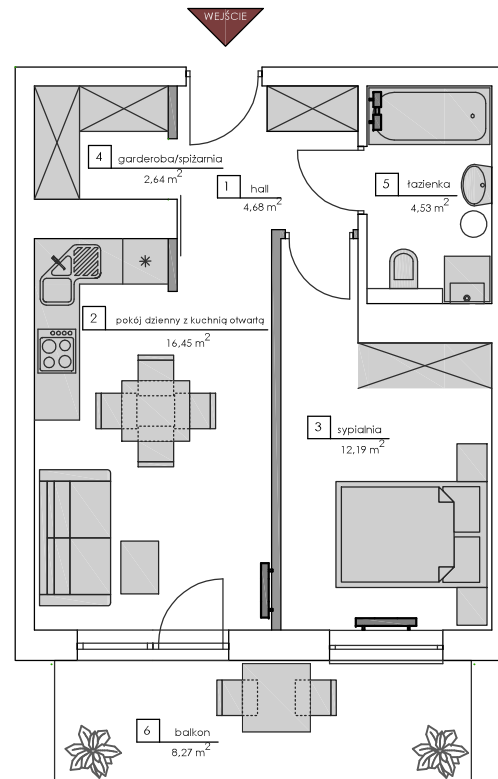 WEJŚCIE
4 garderoba/spiżarnia
2,64 m²
1 hall
4,68 m²
5 łazienka
4,53 m²
2 pokój dzienny z kuchnią otwartą
16,45 m²
3 sypialnia
12,19 m²
6 balkon
8,27 m²